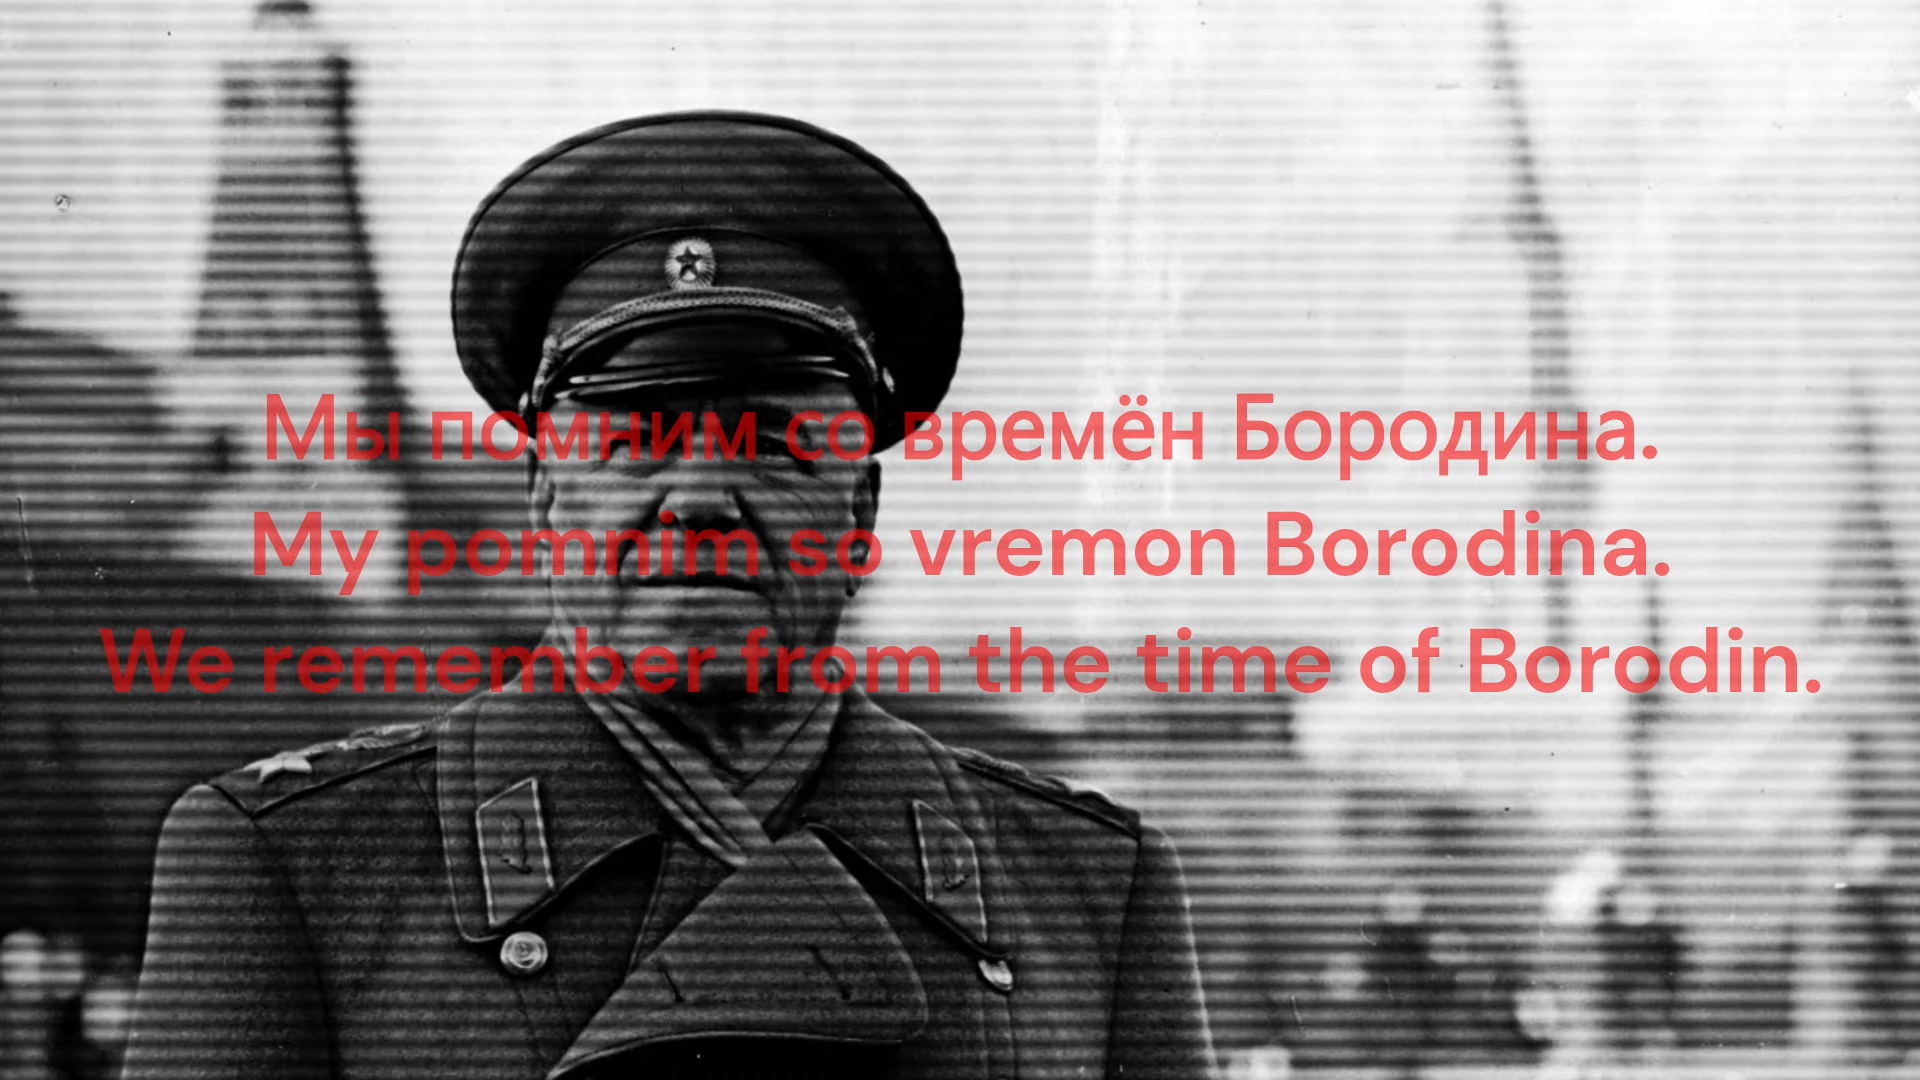 Мы помним со времён Бородина.
My pomnim so vremon Borodina.
We remember from the time of Borodin.